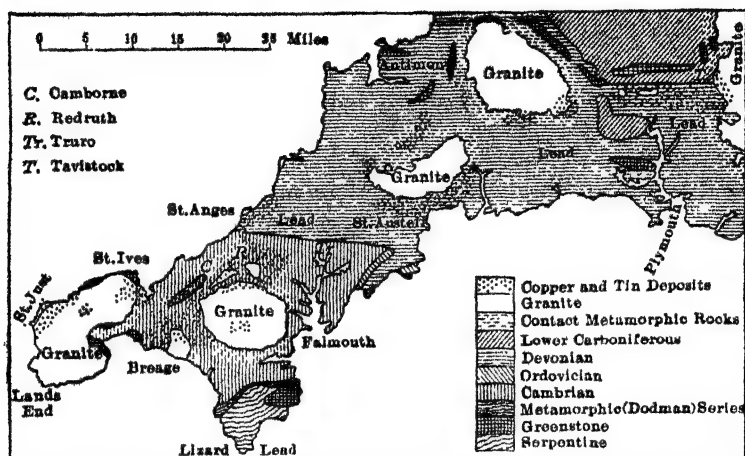 0 5 10 15 20 25 Miles
C. Camborne
R. Redruth
Tr. Truro
T. Tavistock
Antimony
Granite
Granite
Lead
Lead
Granite
St. Agnes
Lead
St. Austell
Plymouth
St. Ives
C
R
St. Just
Granite
Granite
Falmouth
Breage
Lands
End
Lizard
Lead
Copper and Tin Deposits
Granite
Contact Metamorphic Rocks
Lower Carboniferous
Devonian
Ordovician
Cambrian
Metamorphic (Dodman) Series
Greenstone
Serpentine